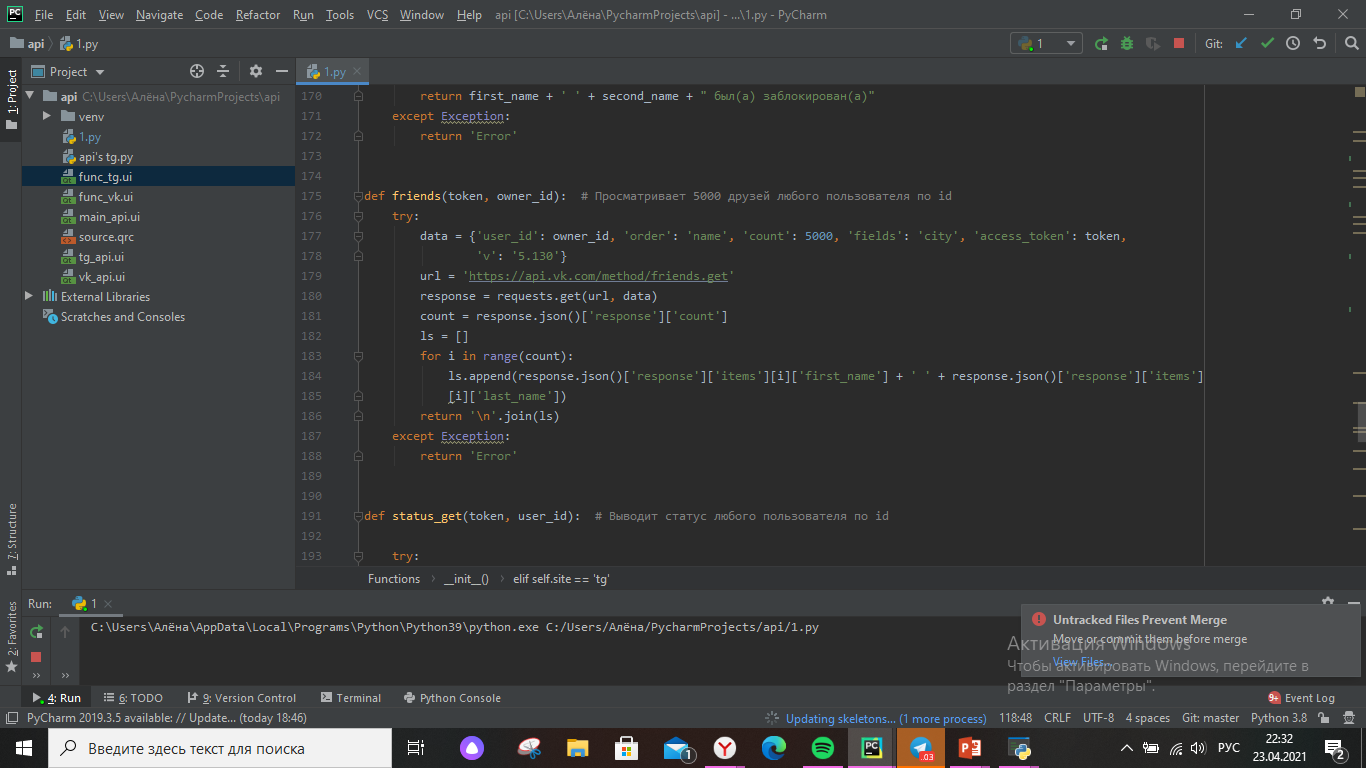 File Edit View Navigate Code Refactor Run Tools VCS Window Help api [C:\Users\Алёна\PycharmProjects\api] - ...\1.py - PyCharm
api 1.py 1 Git:
Project 1.py
1: Project
api C:\Users\Алёна\PycharmProjects\api
venv
1.py
api's tg.py
func_tg.ui
func_vk.ui
main_api.ui
source.qrc
tg_api.ui
vk_api.ui
External Libraries
Scratches and Consoles
7: Structure
2: Favorites
170 return first_name + ' ' + second_name + " был(а) заблокирован(а)"
171 except Exception:
172 return 'Error'
173
174
175 def friends(token, owner_id): # Просматривает 5000 друзей любого пользователя по id
176 try:
177 data = {'user_id': owner_id, 'order': 'name', 'count': 5000, 'fields': 'city', 'access_token': token,
178 'v': '5.130'}
179 url = 'https://api.vk.com/method/friends.get'
180 response = requests.get(url, data)
181 count = response.json()['response']['count']
182 ls = []
183 for i in range(count):
184 ls.append(response.json()['response']['items'][i]['first_name'] + ' ' + response.json()['response']['items']
185 [i]['last_name'])
186 return '\n'.join(ls)
187 except Exception:
188 return 'Error'
189
190
191 def status_get(token, user_id): # Выводит статус любого пользователя по id
192
193 try:
Functions __init__() elif self.site == 'tg'
Run: 1
C:\Users\Алёна\AppData\Local\Programs\Python\Python39\python.exe C:/Users/Алёна/PycharmProjects/api/1.py
Untracked Files Prevent Merge
Move or commit them before merge
View Files...
Активация Windows
Чтобы активировать Windows, перейдите в
раздел "Параметры".
4: Run 6: TODO 9: Version Control Terminal Python Console 9+ Event Log
PyCharm 2019.3.5 available: // Update... (today 18:46) Updating skeletons... (1 more process) 118:48 CRLF UTF-8 4 spaces Git: master Python 3.8
Введите здесь текст для поиска 1 .03 РУС 22:32
23.04.2021 2